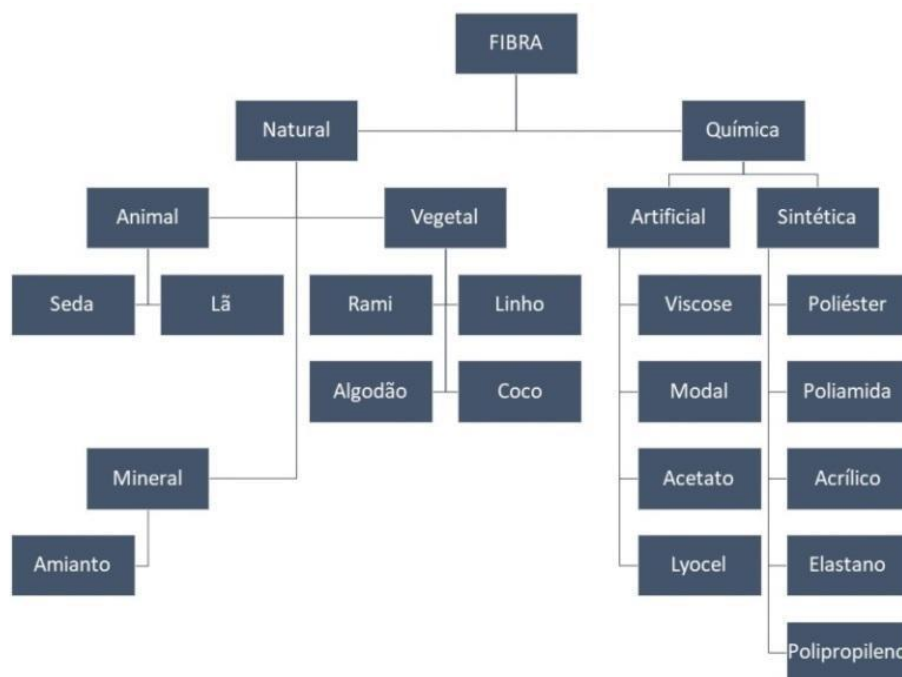 FIBRA
Natural
Química
Animal
Vegetal
Artificial
Sintética
Seda
Lã
Rami
Linho
Viscose
Poliéster
Algodão
Coco
Modal
Poliamida
Mineral
Acetato
Acrílico
Amianto
Lyocel
Elastano
Polipropileno